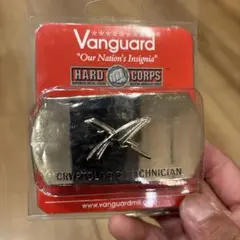 Vanguard
"Our Nation's Insignia"
HARD CORPS
CRYPTOLOGIC TECHNICIAN
www.vanguardmil.com